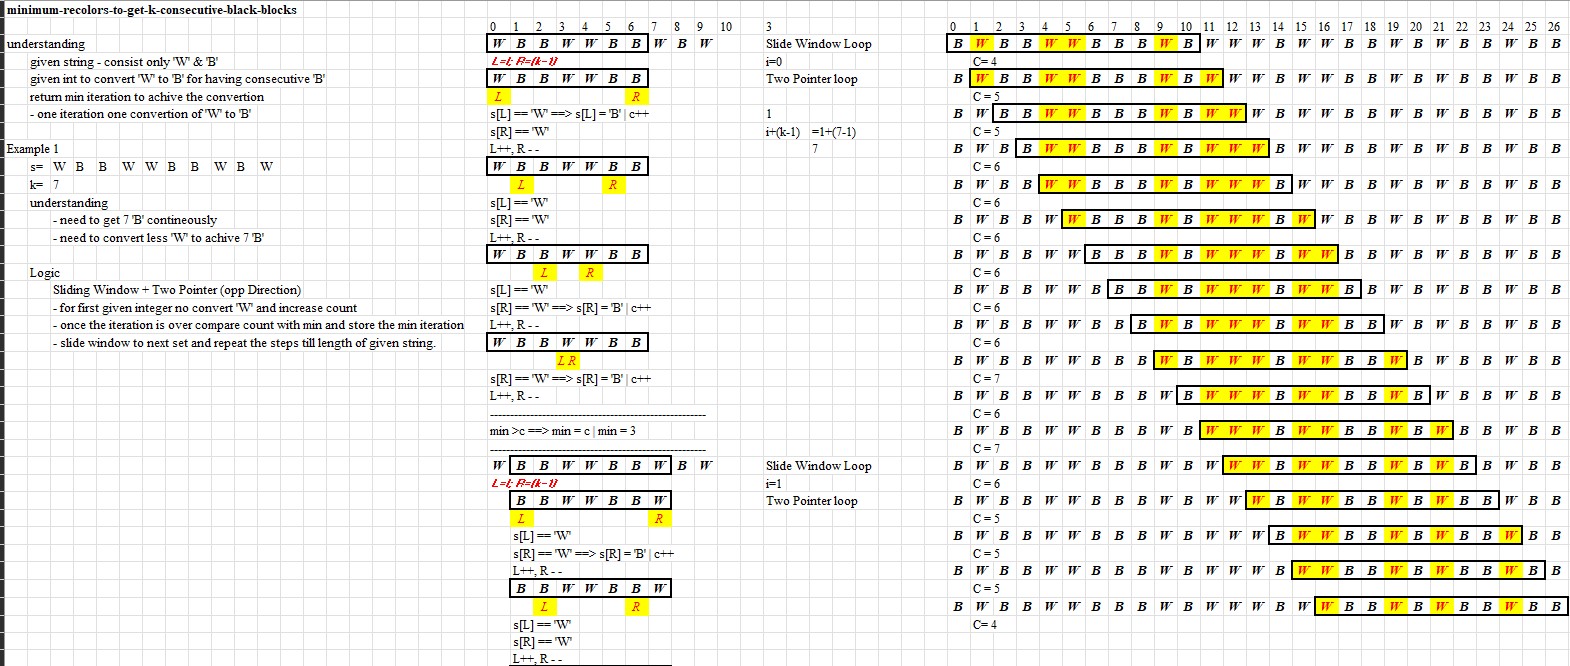 minimum-recolors-to-get-k-consecutive-black-blocks
understanding
given string - consist only 'W' & 'B'
given int to convert 'W' to 'B' for having consecutive 'B'
return min iteration to achive the convertion
- one iteration one convertion of 'W' to 'B'
Example 1
s= W B B W W B B W B W
k= 7
understanding
- need to get 7 'B' contineously
- need to convert less 'W' to achive 7 'B'
Logic
Sliding Window + Two Pointer (opp Direction)
- for first given integer no convert 'W' and increase count
- once the iteration is over compare count with min and store the min iteration
- slide window to next set and repeat the steps till length of given string.
0 1 2 3 4 5 6 7 8 9 10
W B B W W B B W B W
L=i; R=(k-1)
W B B W W B B
L R
s[L] == 'W' ==> s[L] = 'B' | c++
s[R] == 'W'
L++, R - -
W B B W W B B
L R
s[L] == 'W'
s[R] == 'W'
L++, R - -
W B B W W B B
L R
s[L] == 'W'
s[R] == 'W' ==> s[R] = 'B' | c++
L++, R - -
W B B W W B B
L R
s[R] == 'W' ==> s[R] = 'B' | c++
L++, R - -
min >c ==> min = c | min = 3
W B B W W B B W B W
L=i; R=(k-1)
B B W W B B W
L R
s[L] == 'W'
s[R] == 'W' ==> s[R] = 'B' | c++
L++, R - -
B B W W B B W
L R
s[L] == 'W'
s[R] == 'W'
L++, R - -
3
Slide Window Loop
i=0
Two Pointer loop
1
i+(k-1) =1+(7-1)
7
Slide Window Loop
i=1
Two Pointer loop
0 1 2 3 4 5 6 7 8 9 10 11 12 13 14 15 16 17 18 19 20 21 22 23 24 25 26
B W B B W W B B B W B W W W B W W B B W B W B B W B B
C= 4
B W B B W W B B B W B W W W B W W B B W B W B B W B B
C = 5
B W B B W W B B B W B W W W B W W B B W B W B B W B B
C = 5
B W B B W W B B B W B W W W B W W B B W B W B B W B B
C = 6
B W B B W W B B B W B W W W B W W B B W B W B B W B B
C = 6
B W B B W W B B B W B W W W B W W B B W B W B B W B B
C = 6
B W B B W W B B B W B W W W B W W B B W B W B B W B B
C = 6
B W B B W W B B B W B W W W B W W B B W B W B B W B B
C = 6
B W B B W W B B B W B W W W B W W B B W B W B B W B B
C = 6
B W B B W W B B B W B W W W B W W B B W B W B B W B B
C = 7
B W B B W W B B B W B W W W B W W B B W B W B B W B B
C = 6
B W B B W W B B B W B W W W B W W B B W B W B B W B B
C = 7
B W B B W W B B B W B W W W B W W B B W B W B B W B B
C = 6
B W B B W W B B B W B W W W B W W B B W B W B B W B B
C = 5
B W B B W W B B B W B W W W B W W B B W B W B B W B B
C = 5
B W B B W W B B B W B W W W B W W B B W B W B B W B B
C = 5
B W B B W W B B B W B W W W B W W B B W B W B B W B B
C= 4